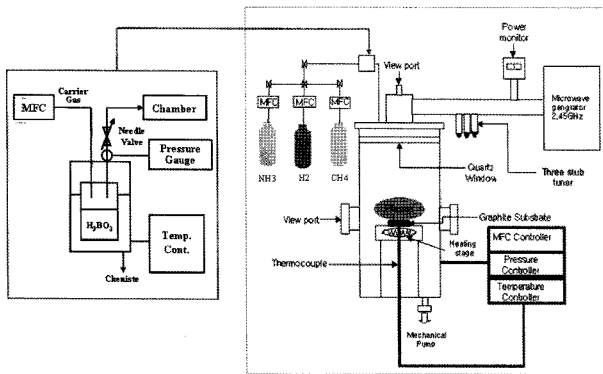 MFC
Carrier
Gas
Chamber
Needle
Valve
Pressure
Gauge
H₃BO₃
Temp.
Cont.
Cheniste
Power
monitor
View port
MFC
MFC
MFC
NH3
H2
CH4
Microwave
gengrator
2,45GHz
Three stub
tuner
Quartz
Window
View port
Graphite Substrate
Heating
stage
Thermocouple
MFC Controller
Pressure Controller
Temperature
Controller
Mechanical
Pump